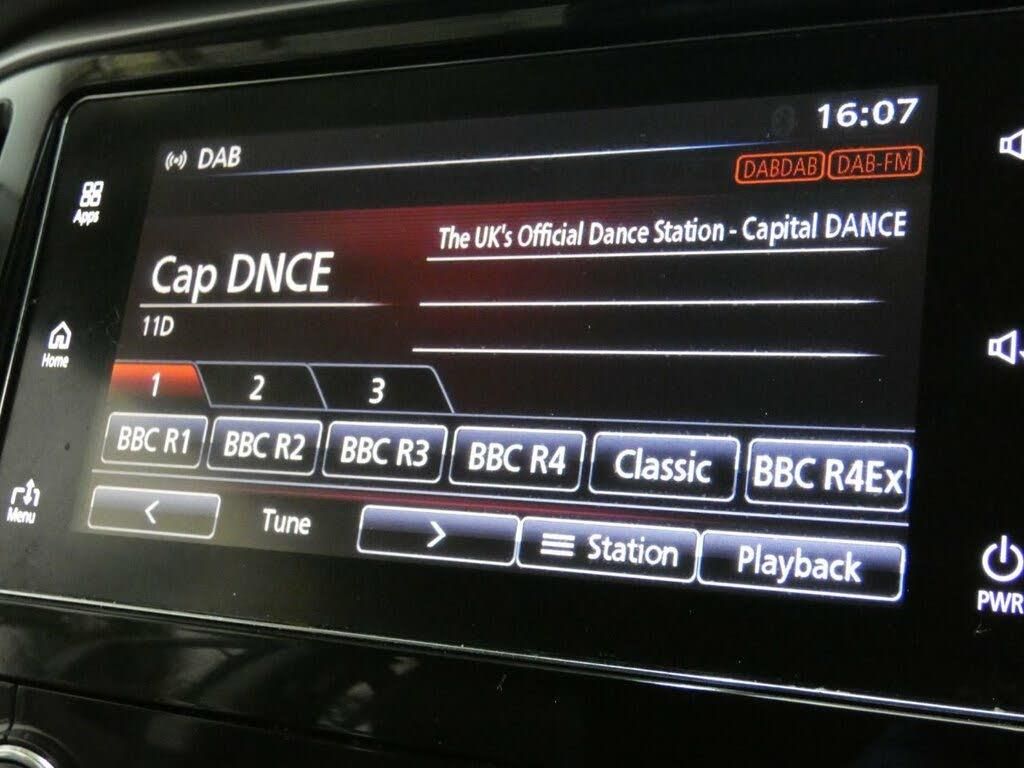 16:07
DAB
DABDAB DAB-FM
Apps
The UK's Official Dance Station - Capital DANCE
Cap DNCE
11D
Home
1 2 3
BBC R1 BBC R2 BBC R3 BBC R4 Classic BBC R4Ex
Menu
< Tune > Station Playback
PWR